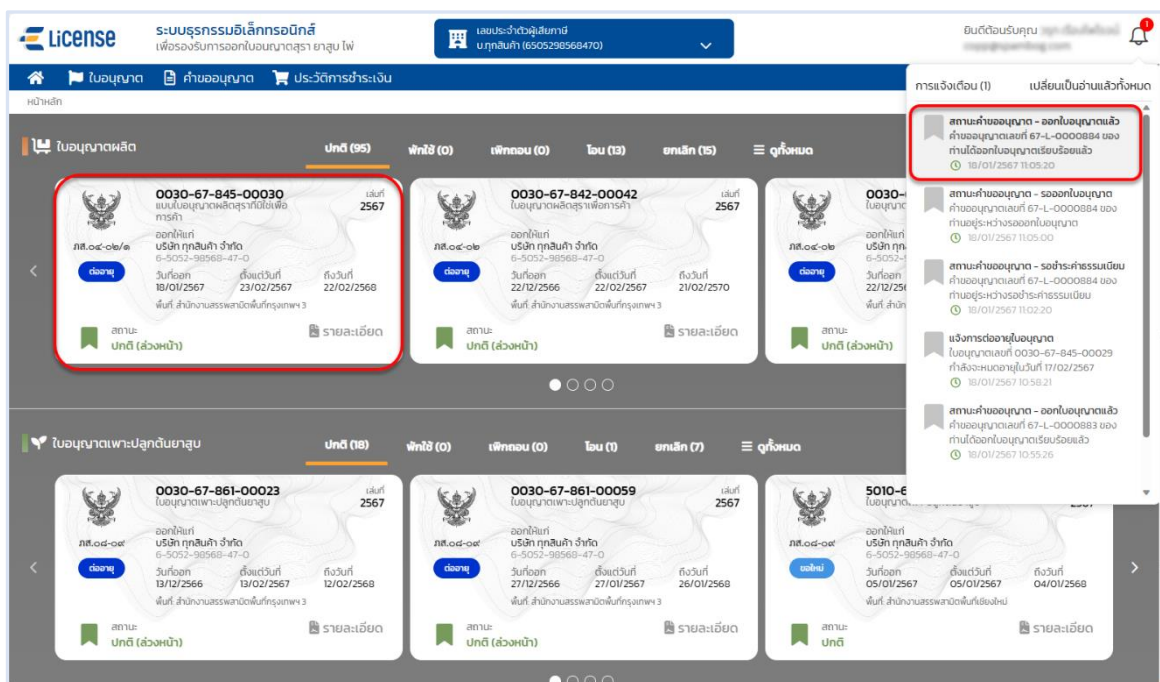 License
ระบบธุรกรรมอิเล็กทรอนิกส์
เพื่อรองรับการออกใบอนุญาตสุรา ยาสูบ ไพ่
เลขประจำตัวผู้เสียภาษี
บ.ทุกสินค้า (6505298568470)
ยินดีต้อนรับคุณ
1
ใบอนุญาต
คำขออนุญาต
ประวัติการชำระเงิน
หน้าหลัก
การแจ้งเตือน (1)
เปลี่ยนเป็นอ่านแล้วทั้งหมด
สถานะคำขออนุญาต - ออกใบอนุญาตแล้ว
คำขออนุญาตเลขที่ 67-L-0000884 ของ
ท่านได้ออกใบอนุญาตเรียบร้อยแล้ว
18/01/2567 11:05:20
สถานะคำขออนุญาต - รอออกใบอนุญาต
คำขออนุญาตเลขที่ 67-L-0000884 ของ
ท่านอยู่ระหว่างรอออกใบอนุญาต
18/01/2567 11:05:00
สถานะคำขออนุญาต - รอชำระค่าธรรมเนียม
คำขออนุญาตเลขที่ 67-L-0000884 ของ
ท่านอยู่ระหว่างรอชำระค่าธรรมเนียม
18/01/2567 11:02:20
แจ้งการต่ออายุใบอนุญาต
ใบอนุญาตเลขที่ 0030-67-845-00029
กำลังจะหมดอายุในวันที่ 17/02/2567
18/01/2567 10:58:21
สถานะคำขออนุญาต - ออกใบอนุญาตแล้ว
คำขออนุญาตเลขที่ 67-L-0000883 ของ
ท่านได้ออกใบอนุญาตเรียบร้อยแล้ว
18/01/2567 10:55:26
ใบอนุญาตผลิต
ปกติ (95)
พักใช้ (0)
เพิกถอน (0)
โอน (13)
ยกเลิก (15)
ดูทั้งหมด
0030-67-845-00030
แบบใบอนุญาตผลิตสุราที่มิใช่เพื่อ
การค้า
เล่มที่
2567
ภส.๐๔-๐๒/๑
ออกให้แก่
บริษัท ทุกสินค้า จำกัด
6-5052-98568-47-0
ต่ออายุ
วันที่ออก ตั้งแต่วันที่ ถึงวันที่
18/01/2567 23/02/2567 22/02/2568
พื้นที่ สำนักงานสรรพสามิตพื้นที่กรุงเทพฯ 3
สถานะ
ปกติ (ล่วงหน้า)
รายละเอียด
0030-67-842-00042
ใบอนุญาตผลิตสุราเพื่อการค้า
เล่มที่
2567
ภส.๐๔-๐๒
ออกให้แก่
บริษัท ทุกสินค้า จำกัด
6-5052-98568-47-0
ต่ออายุ
วันที่ออก ตั้งแต่วันที่ ถึงวันที่
22/12/2566 22/02/2567 21/02/2570
พื้นที่ สำนักงานสรรพสามิตพื้นที่กรุงเทพฯ 3
สถานะ
ปกติ (ล่วงหน้า)
รายละเอียด
0030-
ใบอนุญาต
ภส.๐๔-๐๒
ออกให้แก่
บริษัท ทุกสิน
6-5052-
ต่ออายุ
วันที่ออก
22/12/256
พื้นที่ สำนัก
สถานะ
ปกติ (ล่วงหน้า)
ใบอนุญาตเพาะปลูกต้นยาสูบ
ปกติ (18)
พักใช้ (0)
เพิกถอน (0)
โอน (1)
ยกเลิก (7)
ดูทั้งหมด
0030-67-861-00023
ใบอนุญาตเพาะปลูกต้นยาสูบ
เล่มที่
2567
ภส.๐๘-๐๙
ออกให้แก่
บริษัท ทุกสินค้า จำกัด
6-5052-98568-47-0
ต่ออายุ
วันที่ออก ตั้งแต่วันที่ ถึงวันที่
13/12/2566 13/02/2567 12/02/2568
พื้นที่ สำนักงานสรรพสามิตพื้นที่กรุงเทพฯ 3
สถานะ
ปกติ (ล่วงหน้า)
รายละเอียด
0030-67-861-00059
ใบอนุญาตเพาะปลูกต้นยาสูบ
เล่มที่
2567
ภส.๐๘-๐๙
ออกให้แก่
บริษัท ทุกสินค้า จำกัด
6-5052-98568-47-0
ต่ออายุ
วันที่ออก ตั้งแต่วันที่ ถึงวันที่
27/12/2566 27/01/2567 26/01/2568
พื้นที่ สำนักงานสรรพสามิตพื้นที่กรุงเทพฯ 3
สถานะ
ปกติ (ล่วงหน้า)
รายละเอียด
5010-6
2567
ภส.๐๘-๐๙
ออกให้แก่
บริษัท ทุกสินค้า จำกัด
6-5052-98568-47-0
ขอใหม่
วันที่ออก ตั้งแต่วันที่ ถึงวันที่
05/01/2567 05/01/2567 04/01/2568
พื้นที่ สำนักงานสรรพสามิตพื้นที่เชียงใหม่
สถานะ
ปกติ
รายละเอียด